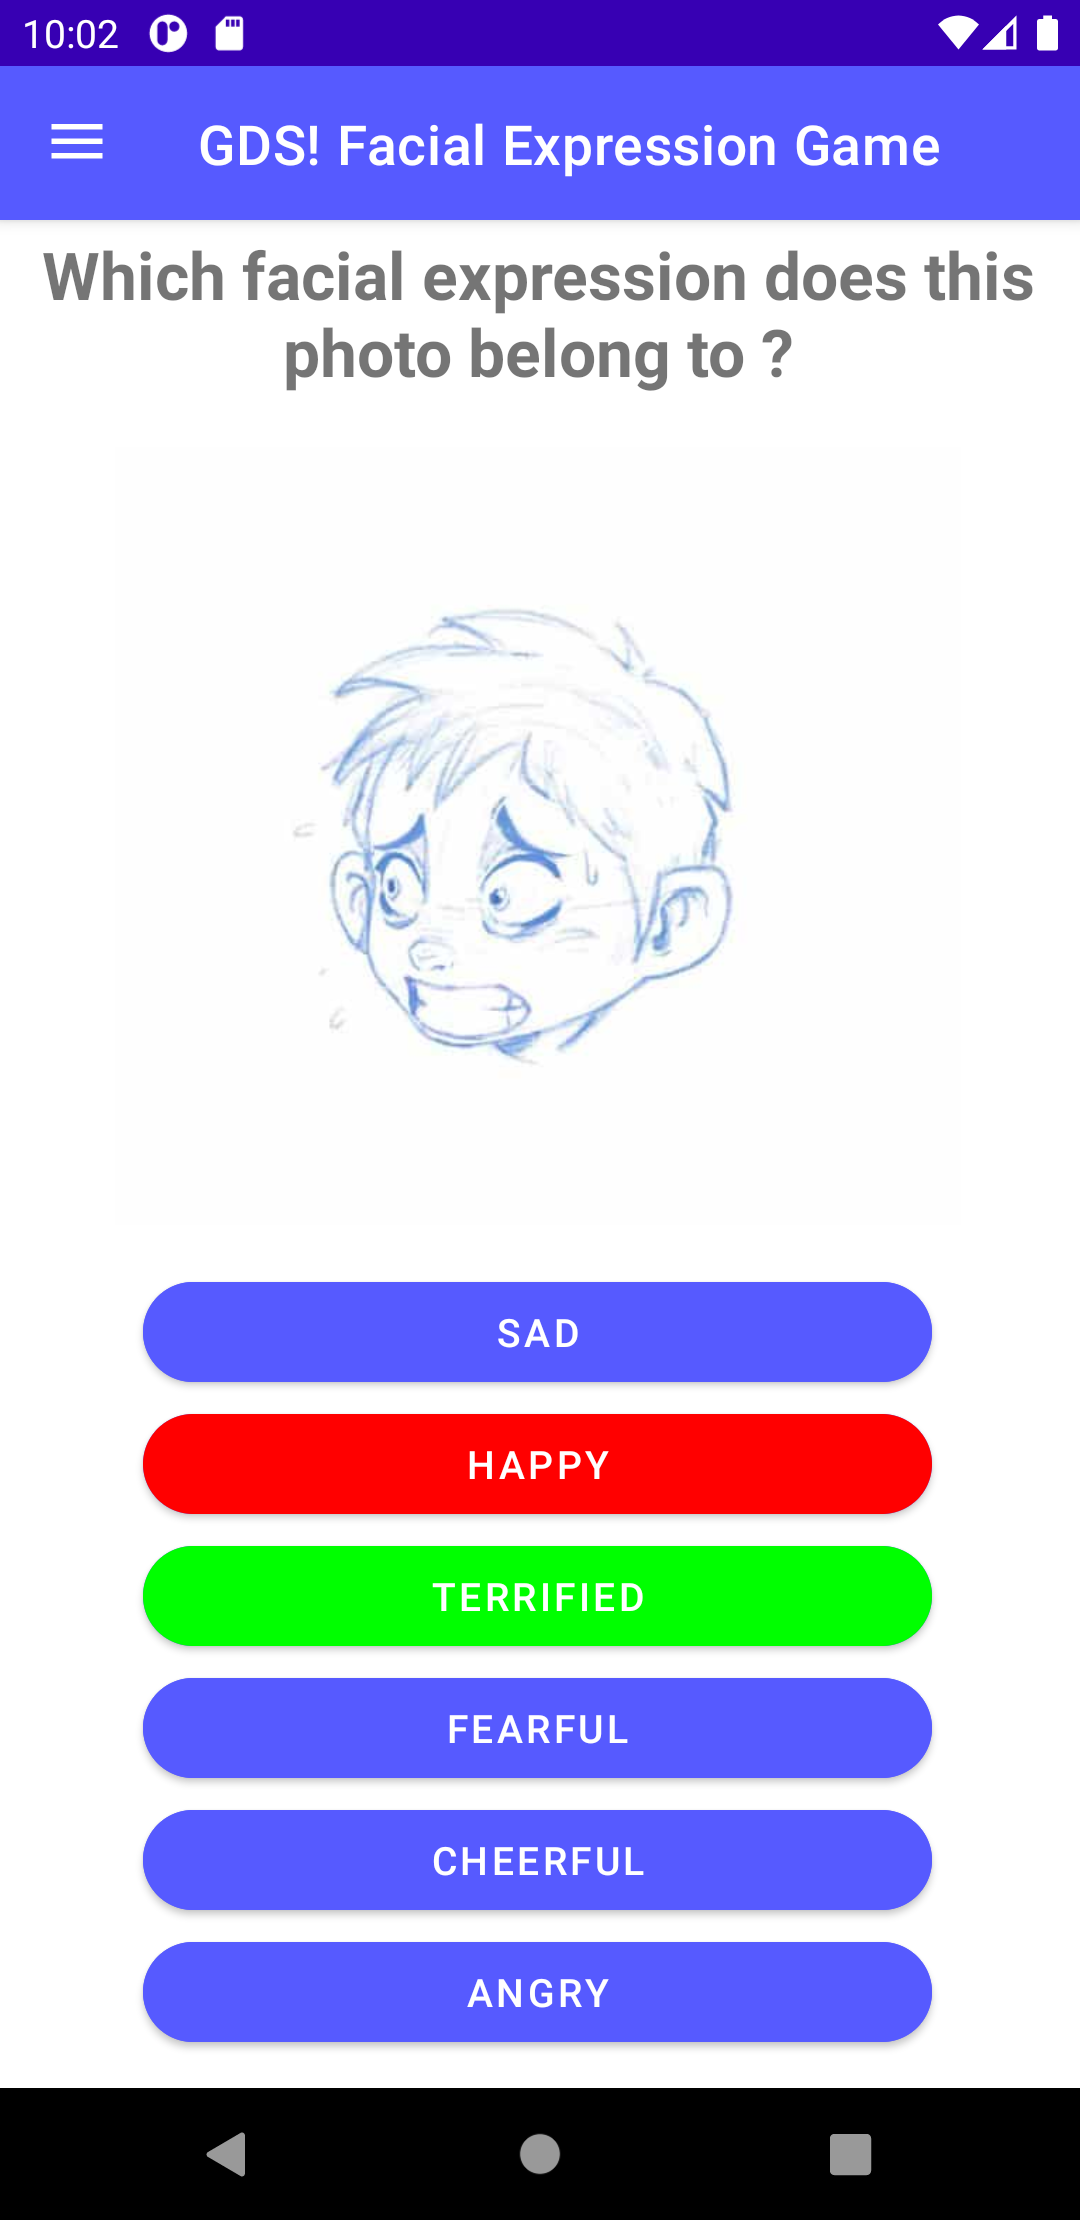 10:02
GDS! Facial Expression Game
Which facial expression does this
photo belong to ?
SAD
HAPPY
TERRIFIED
FEARFUL
CHEERFUL
ANGRY